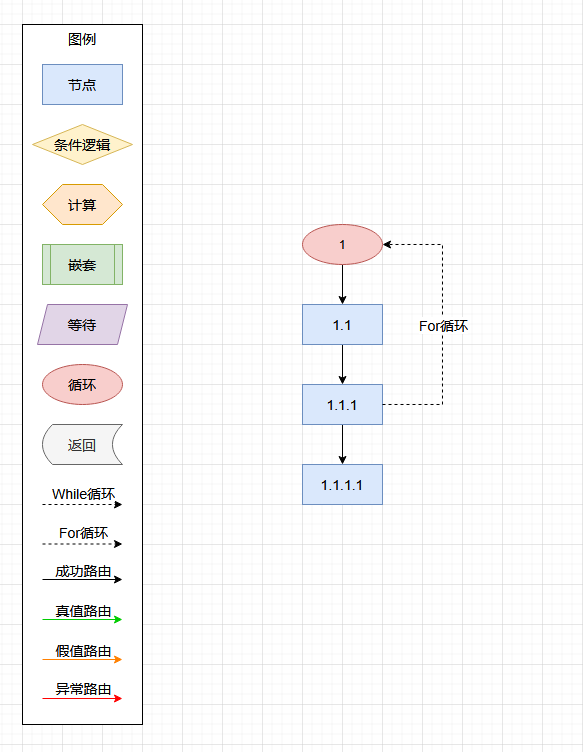 图例
节点
条件逻辑
计算
嵌套
等待
循环
返回
While循环
For循环
成功路由
真值路由
假值路由
异常路由
1
1.1
For循环
1.1.1
1.1.1.1